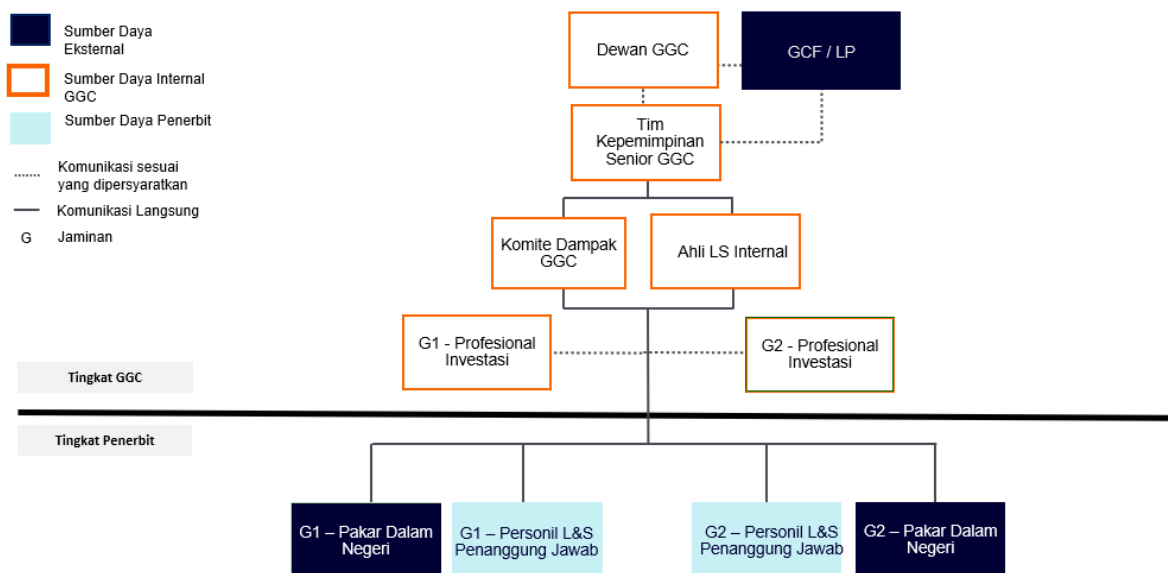 Sumber Daya
Eksternal
Sumber Daya Internal
GGC
Sumber Daya Penerbit
Komunikasi sesuai
yang dipersyaratkan
Komunikasi Langsung
G Jaminan
Dewan GGC
GCF / LP
Tim
Kepemimpinan
Senior GGC
Komite Dampak
GGC
Ahli LS Internal
G1 - Profesional
Investasi
G2 - Profesional
Investasi
Tingkat GGC
Tingkat Penerbit
G1 – Pakar Dalam
Negeri
G1 – Personil L&S
Penanggung Jawab
G2 – Personil L&S
Penanggung Jawab
G2 – Pakar Dalam
Negeri